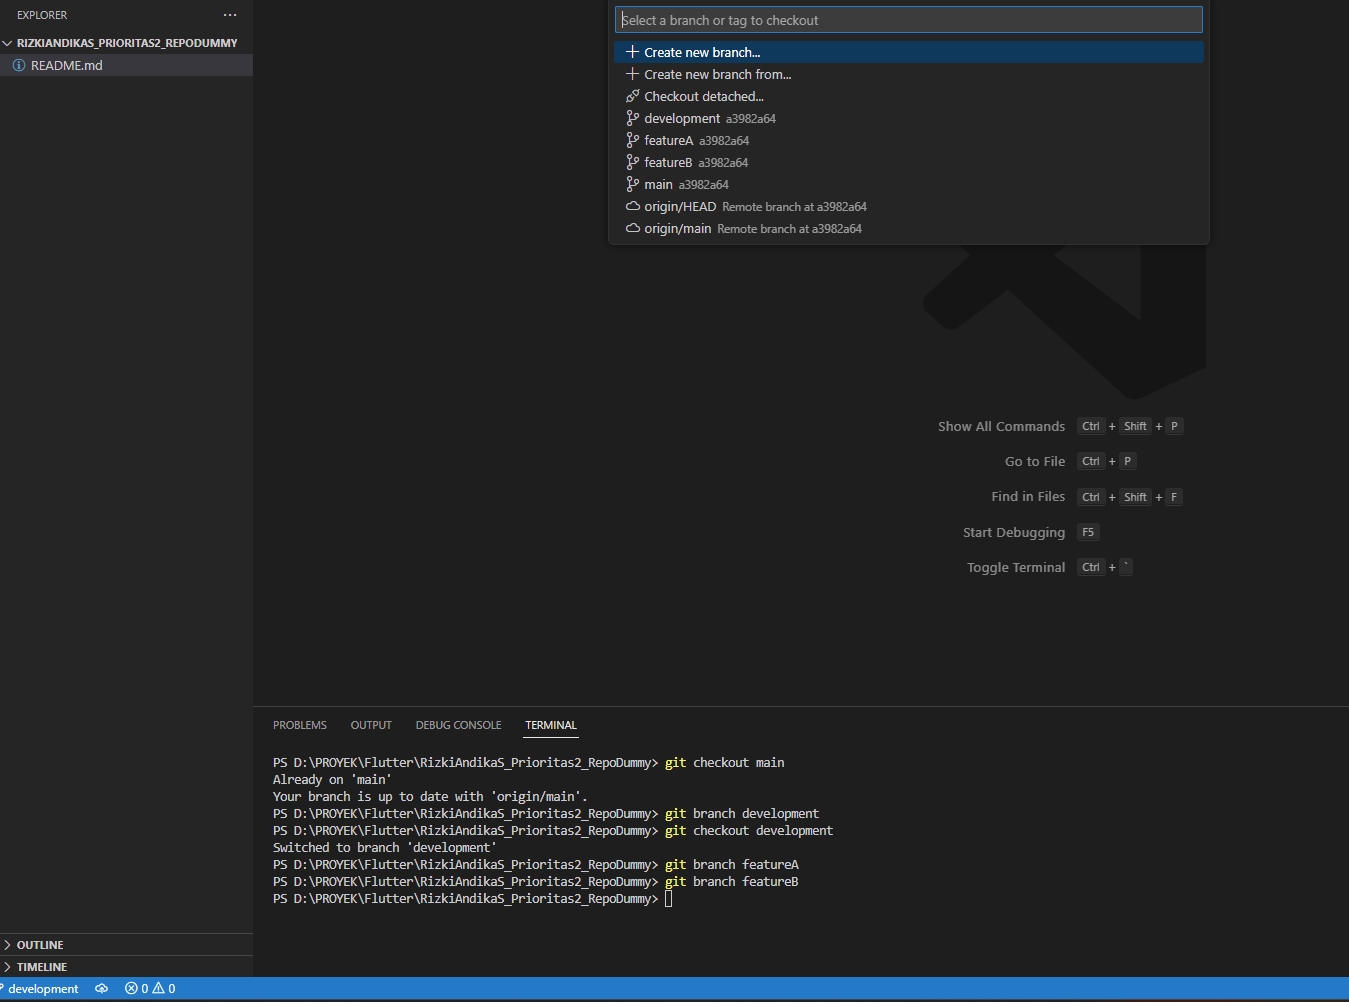 EXPLORER
RIZKIANDIKAS_PRIORITAS2_REPODUMMY
README.md
Select a branch or tag to checkout
Create new branch...
Create new branch from...
Checkout detached...
development a3982a64
featureA a3982a64
featureB a3982a64
main a3982a64
origin/HEAD Remote branch at a3982a64
origin/main Remote branch at a3982a64
Show All Commands Ctrl + Shift + P
Go to File Ctrl + P
Find in Files Ctrl + Shift + F
Start Debugging F5
Toggle Terminal Ctrl + `
PROBLEMS OUTPUT DEBUG CONSOLE TERMINAL
PS D:\PROYEK\Flutter\RizkiAndikaS_Prioritas2_RepoDummy> git checkout main
Already on 'main'
Your branch is up to date with 'origin/main'.
PS D:\PROYEK\Flutter\RizkiAndikaS_Prioritas2_RepoDummy> git branch development
PS D:\PROYEK\Flutter\RizkiAndikaS_Prioritas2_RepoDummy> git checkout development
Switched to branch 'development'
PS D:\PROYEK\Flutter\RizkiAndikaS_Prioritas2_RepoDummy> git branch featureA
PS D:\PROYEK\Flutter\RizkiAndikaS_Prioritas2_RepoDummy> git branch featureB
PS D:\PROYEK\Flutter\RizkiAndikaS_Prioritas2_RepoDummy>
OUTLINE
TIMELINE
development 0 0